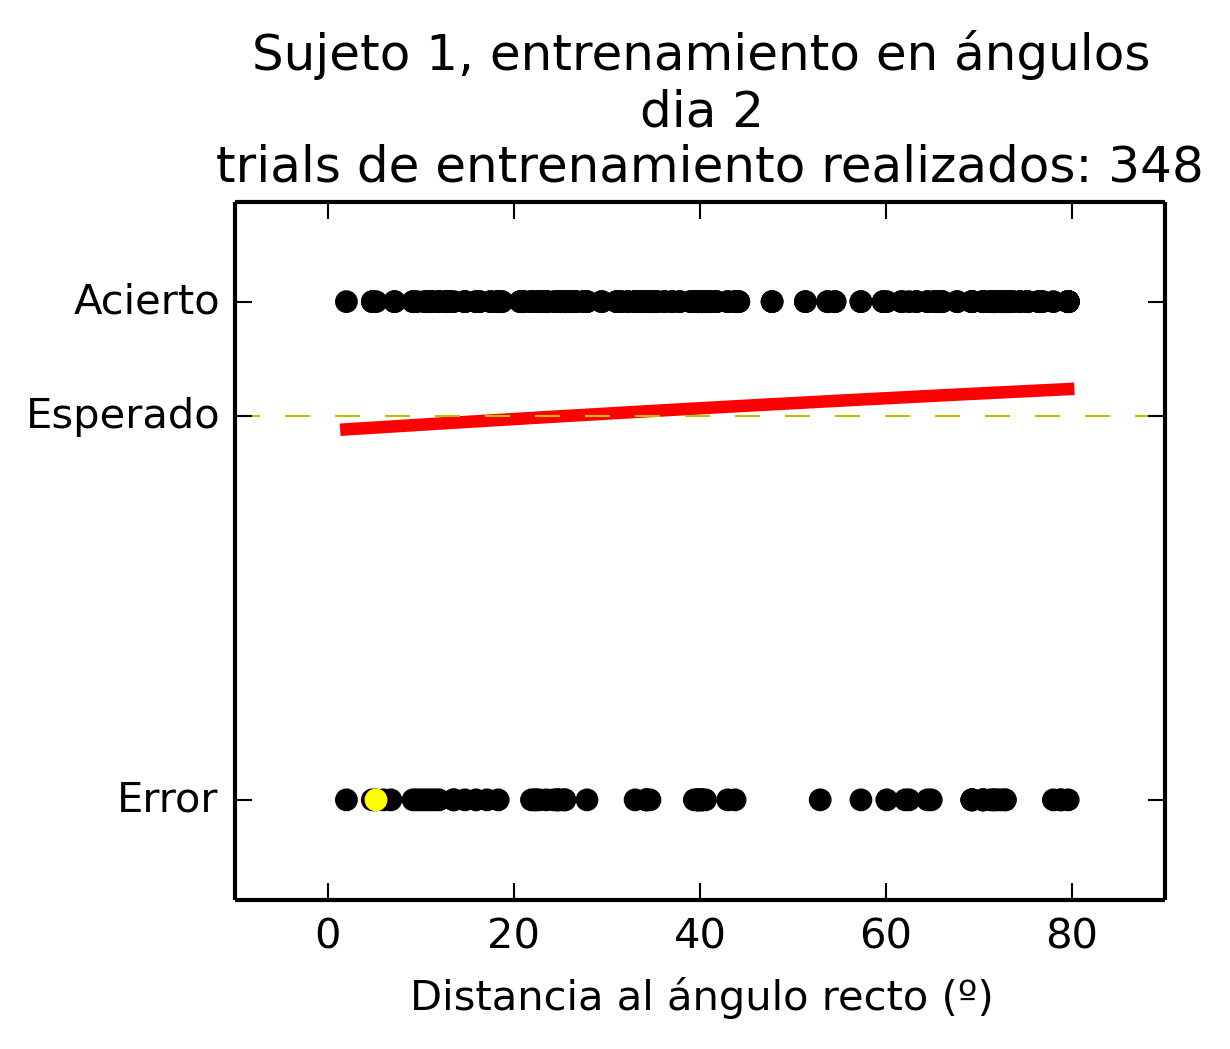 Sujeto 1, entrenamiento en ángulos
dia 2
trials de entrenamiento realizados: 348
Acierto
Esperado
Error
0 20 40 60 80
Distancia al ángulo recto (º)